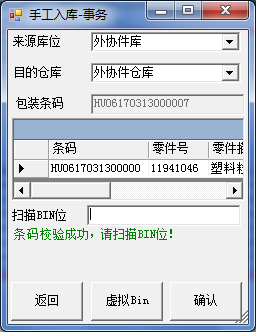 手工入库-事务
来源库位 外协件库
目的仓库 外协件仓库
包装条码 HU06170313000007
条码 零件号 零件描
HU0617031300000 11941046 塑料粒
扫描BIN位
条码校验成功，请扫描BIN位!
返回 虚拟Bin 确认